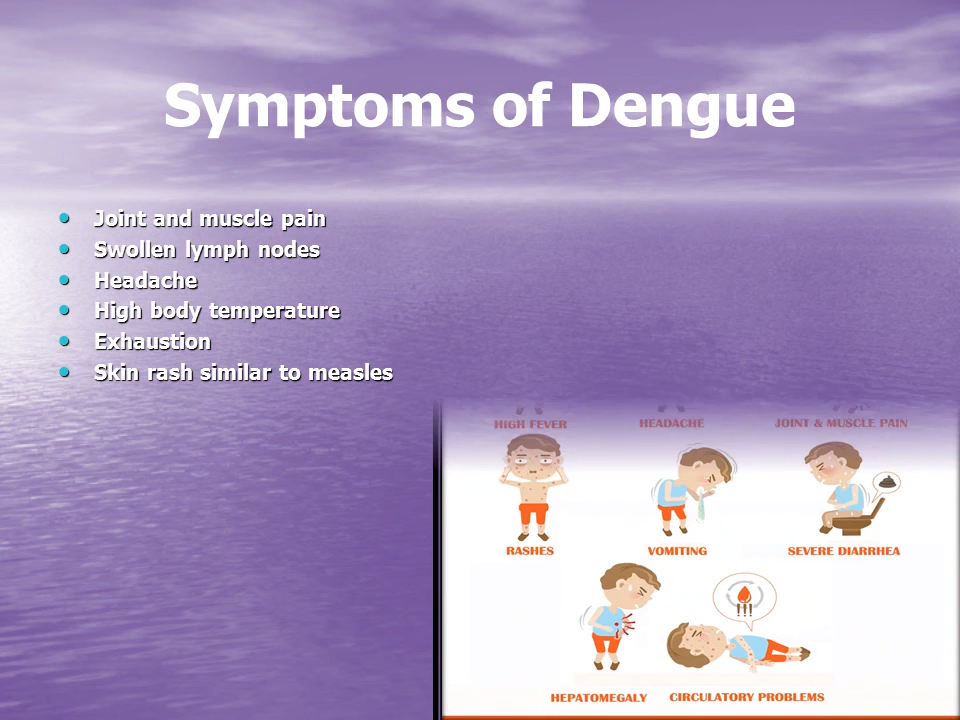 Symptoms of Dengue
• Joint and muscle pain
• Swollen lymph nodes
• Headache
• High body temperature
• Exhaustion
• Skin rash similar to measles
HIGH FEVER HEADACHE JOINT & MUSCLE PAIN
RASHES VOMITING SEVERE DIARRHEA
!!!
HEPATOMEGALY CIRCULATORY PROBLEMS